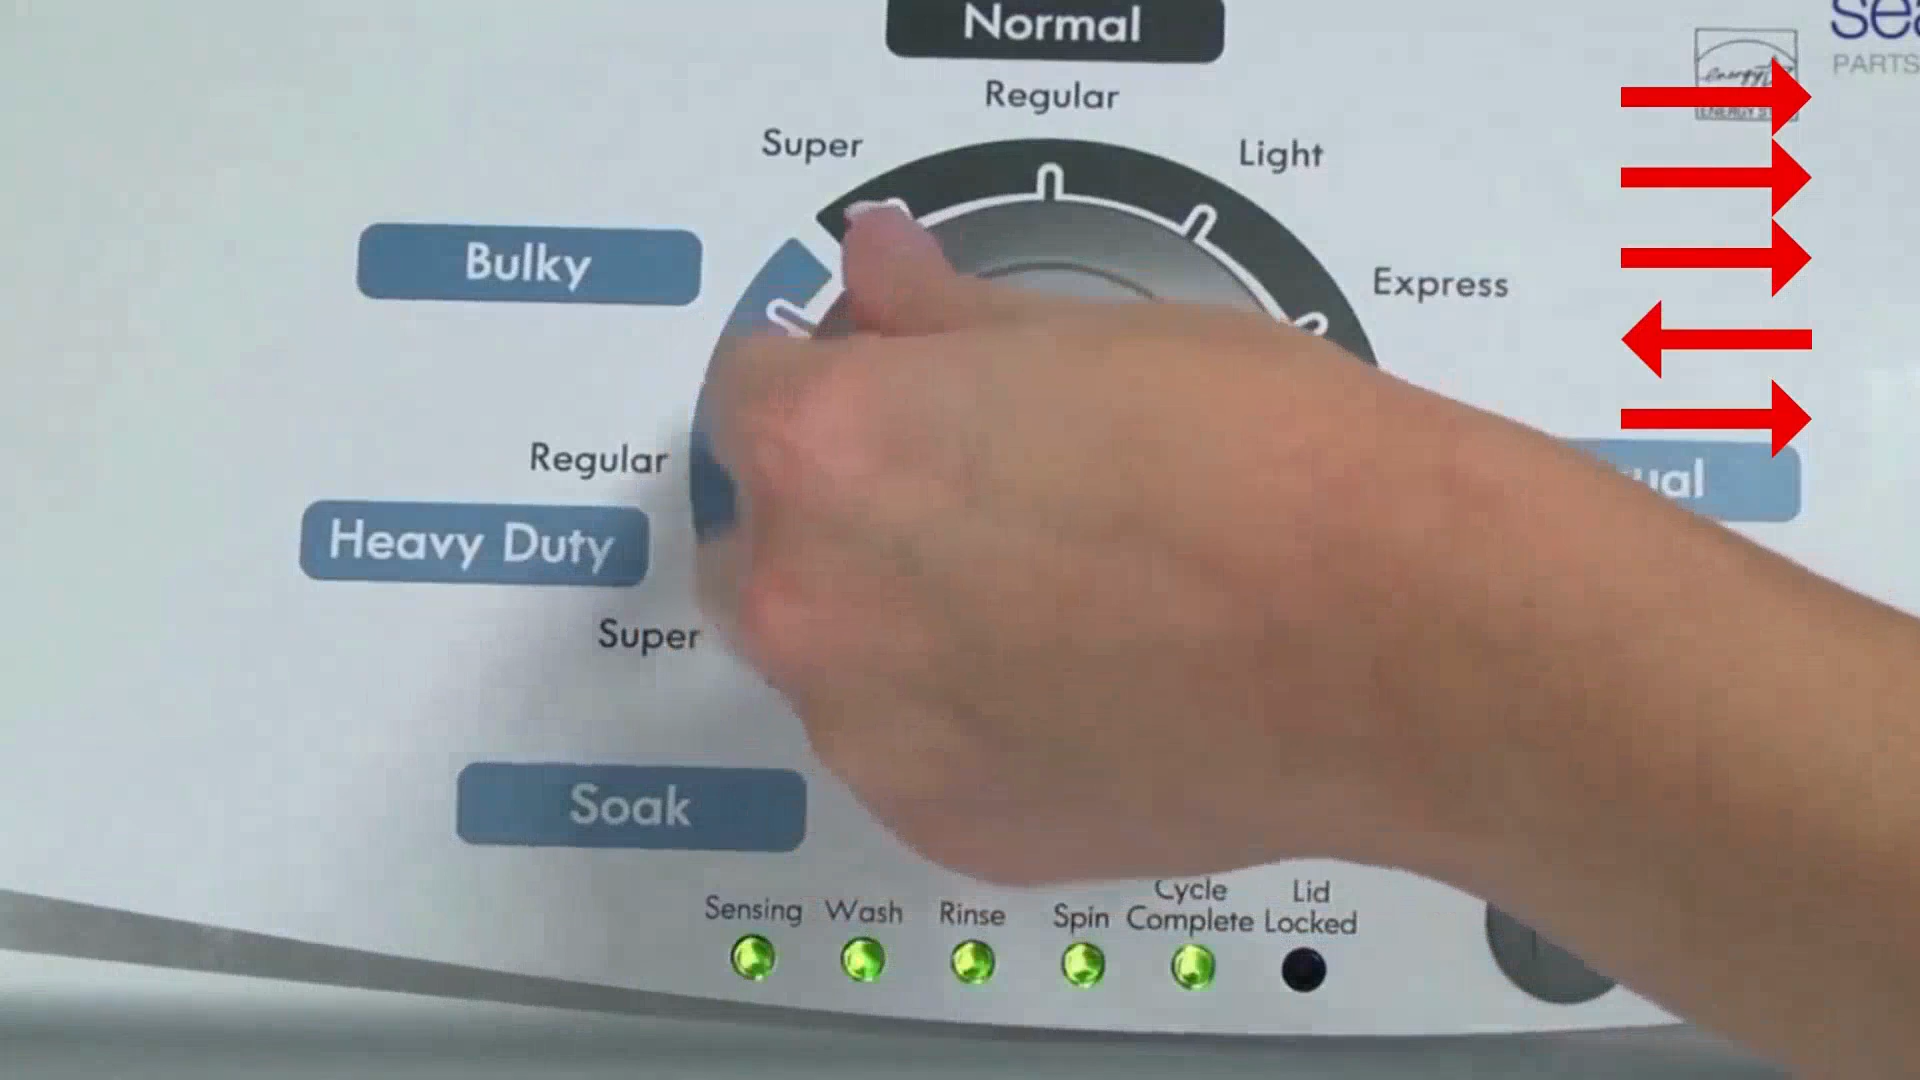 Normal
Regular
Super
Light
Bulky
Express
Regular
Heavy Duty
Super
Soak
Sensing
Wash
Rinse
Spin
Cycle
Complete
Lid
Locked
PARTS